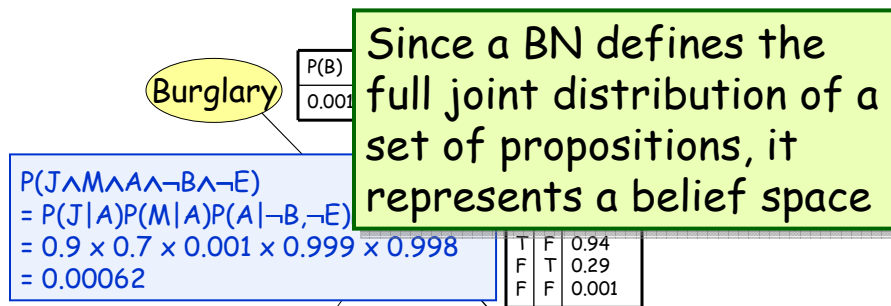 Since a BN defines the
full joint distribution of a
set of propositions, it
represents a belief space
Burglary
P(B)
0.001
P(J∧M∧A∧¬B∧¬E)
= P(J|A)P(M|A)P(A|¬B,¬E)
= 0.9 x 0.7 x 0.001 x 0.999 x 0.998
= 0.00062
T F 0.94
F T 0.29
F F 0.001